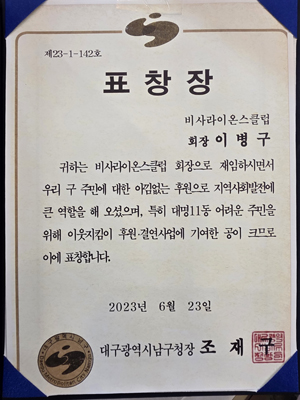 제23-1-142호
표창장
비사라이온스클럽
회장 이병구
귀하는 비사라이온스클럽 회장으로 재임하시면서
우리 구 주민에 대한 아낌없는 후원으로 지역사회발전에
큰 역할을 해 오셨으며, 특히 대명11동 어려운 주민을
위해 이웃지킴이 후원·결연사업에 기여한 공이 크므로
이에 표창합니다.
2023년 6월 23일
대구광역시남구청장 조재구